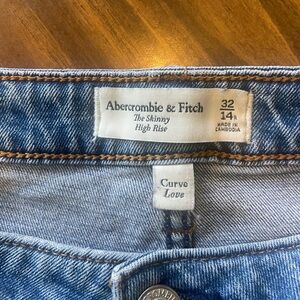 Abercrombie & Fitch
The Skinny
High Rise
32
14R
MADE IN
CAMBODIA
Curve
Love